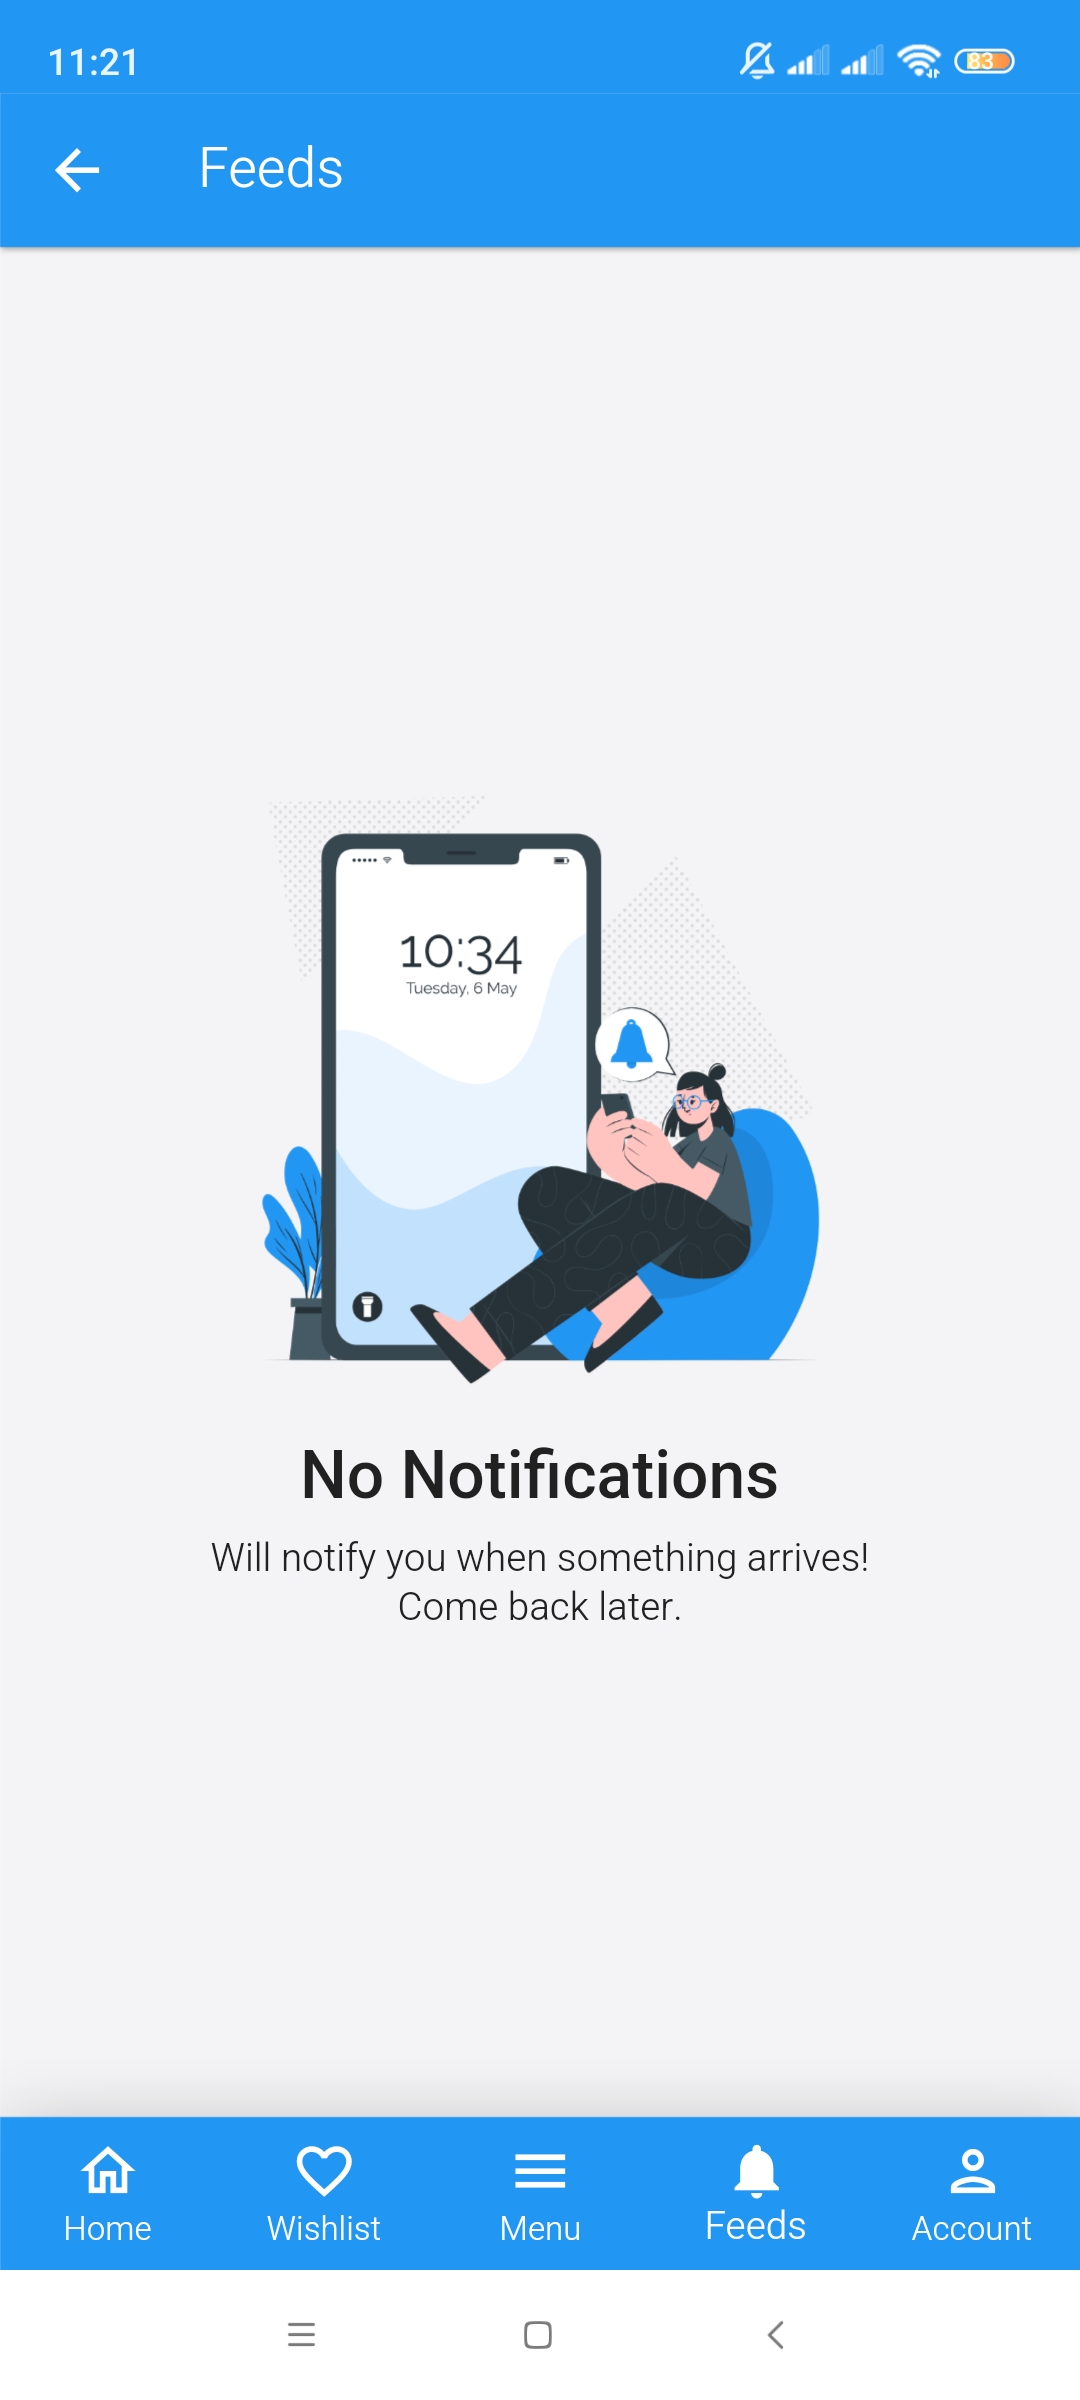 11:21
83
Feeds
10:34
Tuesday, 6 May
No Notifications
Will notify you when something arrives!
Come back later.
Home
Wishlist
Menu
Feeds
Account